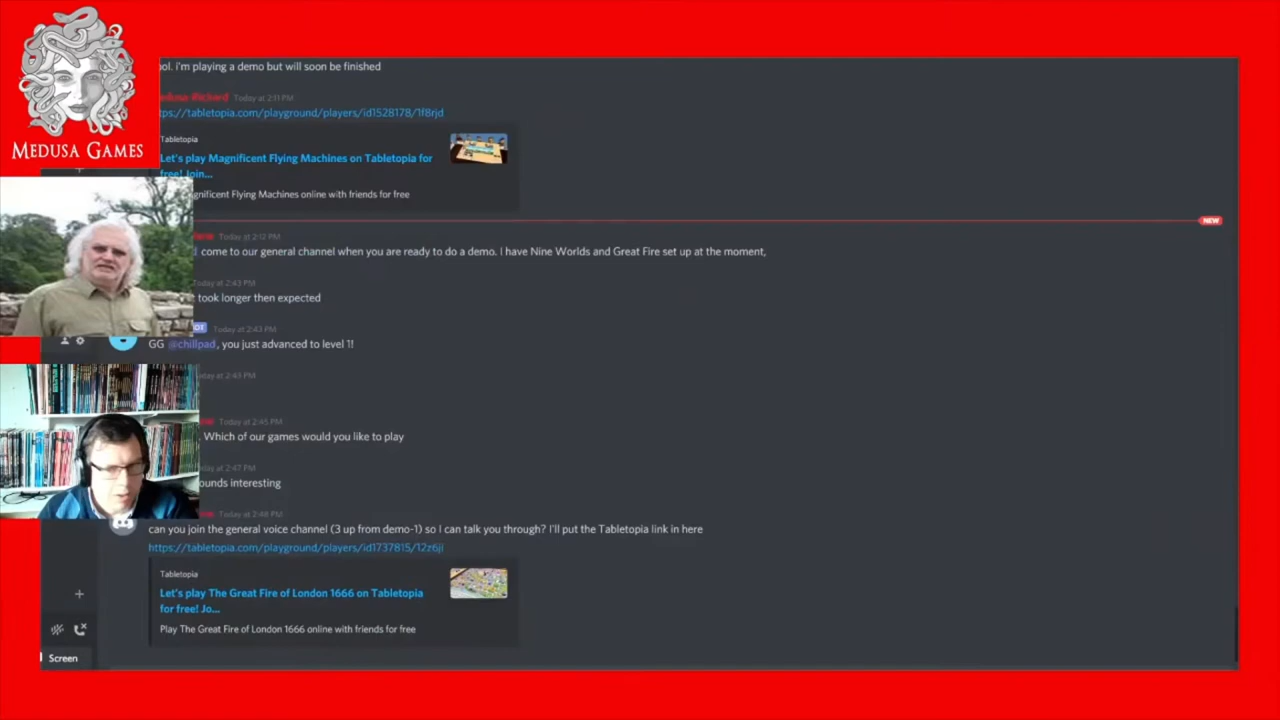 MEDUSA GAMES
ol. i'm playing a demo but will soon be finished
Today at 2:11 PM
tps://tabletopia.com/playground/players/id1528178/1f8rjd
Tabletopia
Let's play Magnificent Flying Machines on Tabletopia for
free! Join...
gnificent Flying Machines online with friends for free
NEW
Today at 2:12 PM
come to our general channel when you are ready to do a demo. I have Nine Worlds and Great Fire set up at the moment,
Today at 2:43 PM
took longer then expected
OT Today at 2:43 PM
GG @chillpad, you just advanced to level 1!
day at 2:43 PM
Today at 2:45 PM
. Which of our games would you like to play
day at 2:47 PM
ounds interesting
Today at 2:48 PM
can you join the general voice channel (3 up from demo-1) so I can talk you through? I'll put the Tabletopia link in here
https://tabletopia.com/playground/players/id1737815/12z6ji
Tabletopia
Let's play The Great Fire of London 1666 on Tabletopia
for free! Jo...
Play The Great Fire of London 1666 online with friends for free
Screen